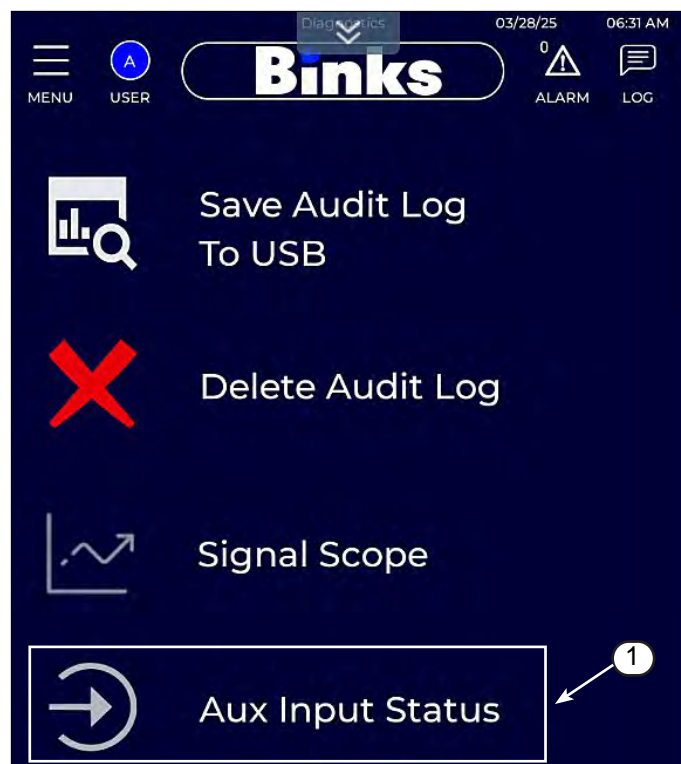 Diagnostics
03/28/25
06:31 AM
MENU
A
USER
Binks
0
ALARM
LOG
Save Audit Log
To USB
Delete Audit Log
Signal Scope
1
Aux Input Status